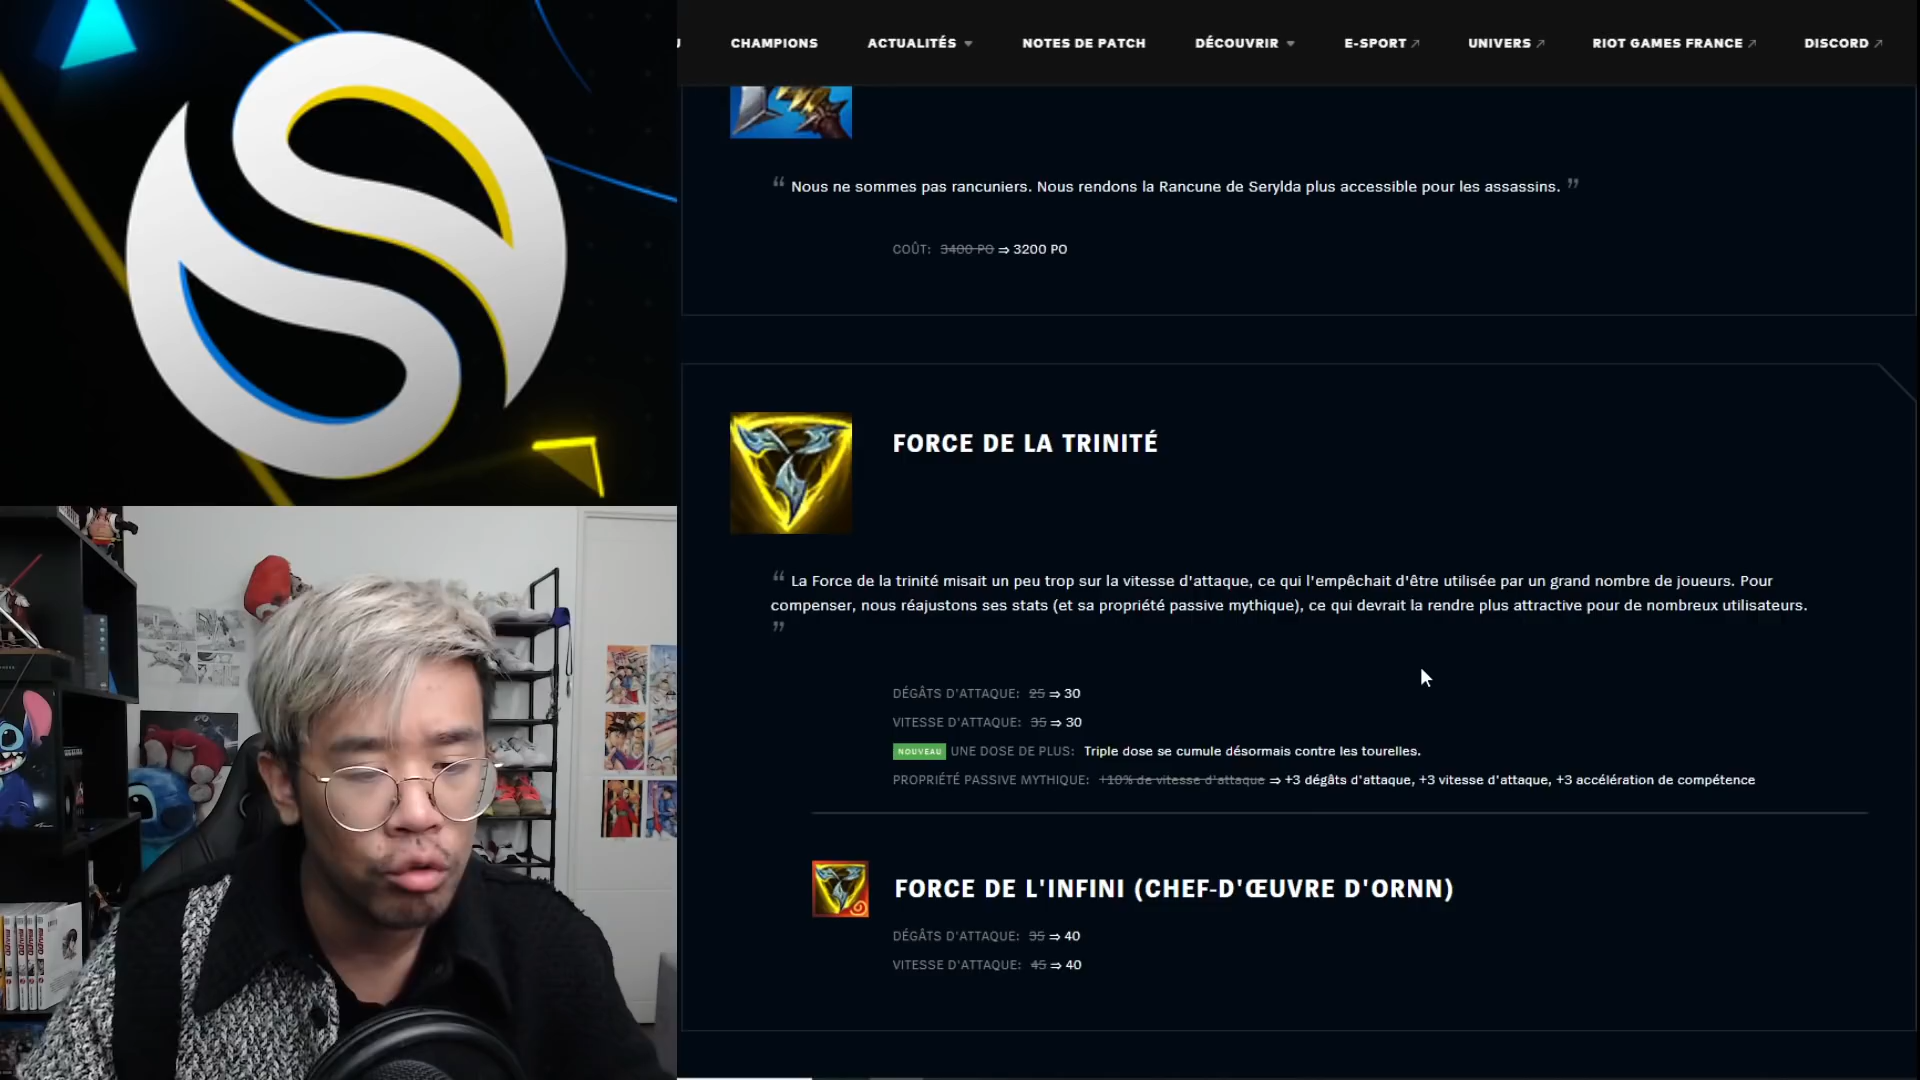 CHAMPIONS ACTUALITÉS NOTES DE PATCH DÉCOUVRIR E-SPORT UNIVERS RIOT GAMES FRANCE DISCORD
“ Nous ne sommes pas rancuniers. Nous rendons la Rancune de Serylda plus accessible pour les assassins. ”
COÛT: 3400 PO ⇒ 3200 PO
FORCE DE LA TRINITÉ
“ La Force de la trinité misait un peu trop sur la vitesse d'attaque, ce qui l'empêchait d'être utilisée par un grand nombre de joueurs. Pour
compenser, nous réajustons ses stats (et sa propriété passive mythique), ce qui devrait la rendre plus attractive pour de nombreux utilisateurs.
”
DÉGÂTS D'ATTAQUE: 25 ⇒ 30
VITESSE D'ATTAQUE: 35 ⇒ 30
NOUVEAU UNE DOSE DE PLUS: Triple dose se cumule désormais contre les tourelles.
PROPRIÉTÉ PASSIVE MYTHIQUE: +10% de vitesse d'attaque ⇒ +3 dégâts d'attaque, +3 vitesse d'attaque, +3 accélération de compétence
FORCE DE L'INFINI (CHEF-D'ŒUVRE D'ORNN)
DÉGÂTS D'ATTAQUE: 35 ⇒ 40
VITESSE D'ATTAQUE: 45 ⇒ 40